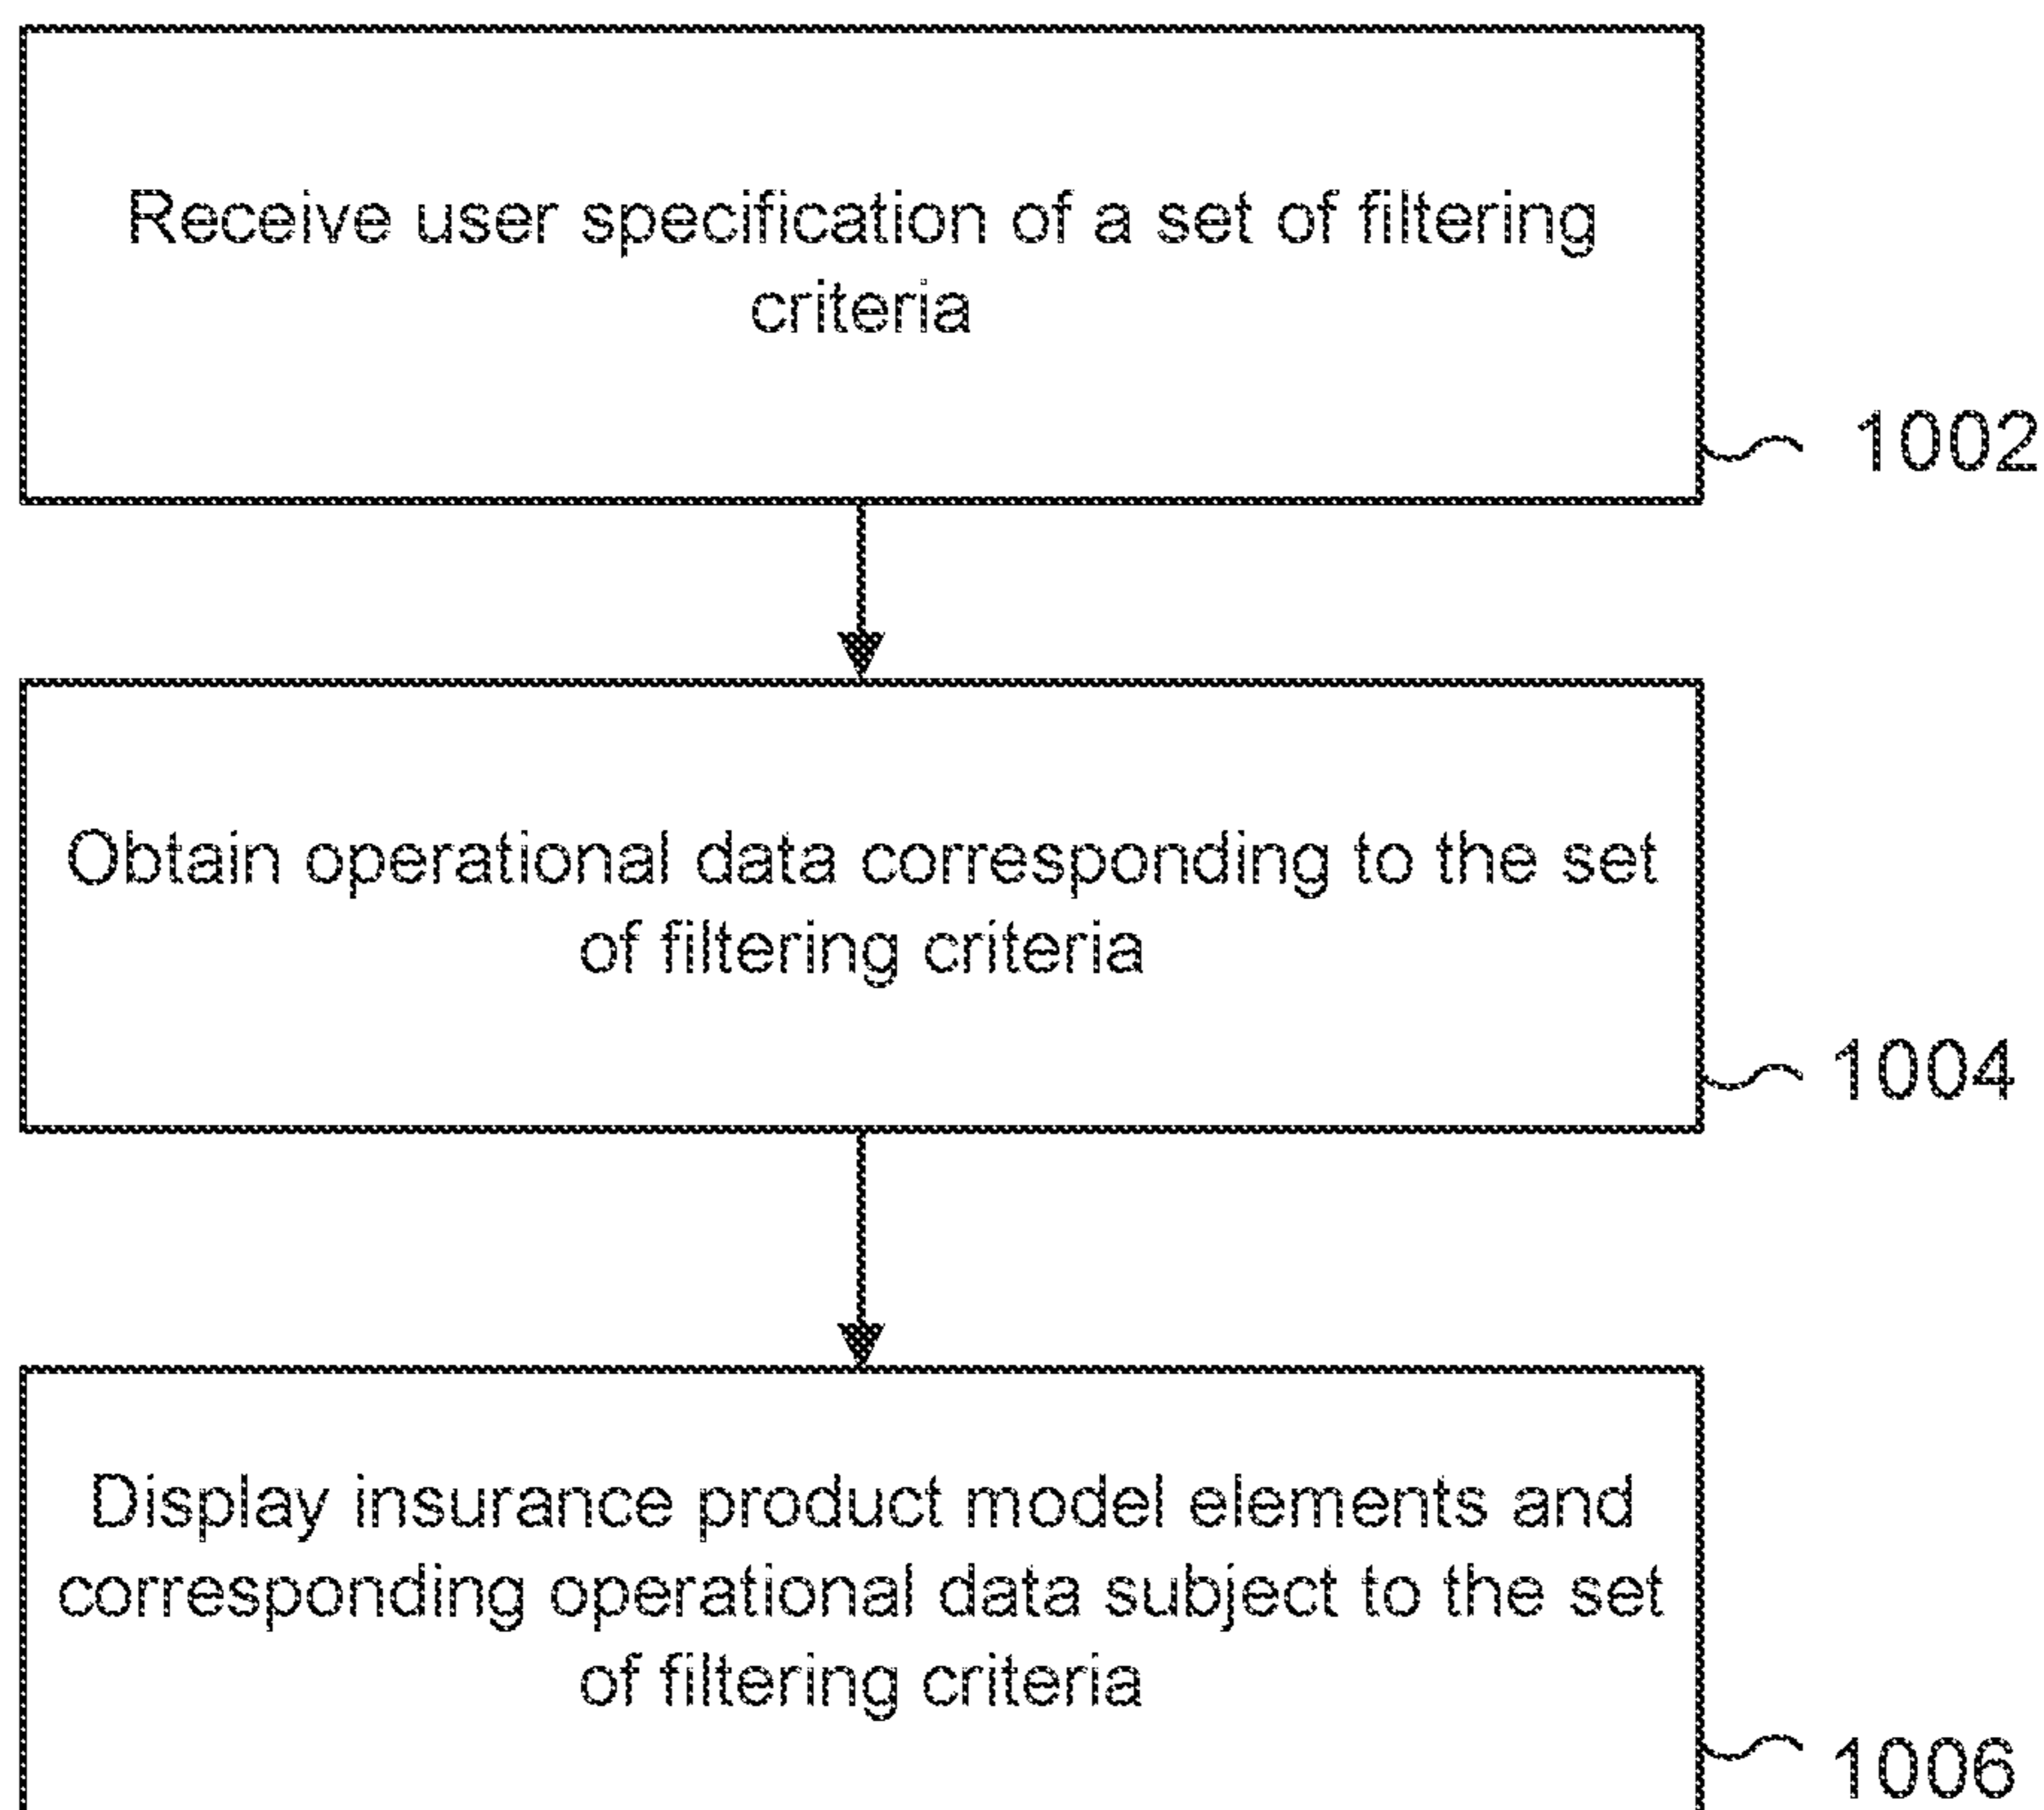 Receive user specification of a set of filtering
criteria
1002
Obtain operational data corresponding to the set
of filtering criteria
1004
Display insurance product model elements and
corresponding operational data subject to the set
of filtering criteria
1006